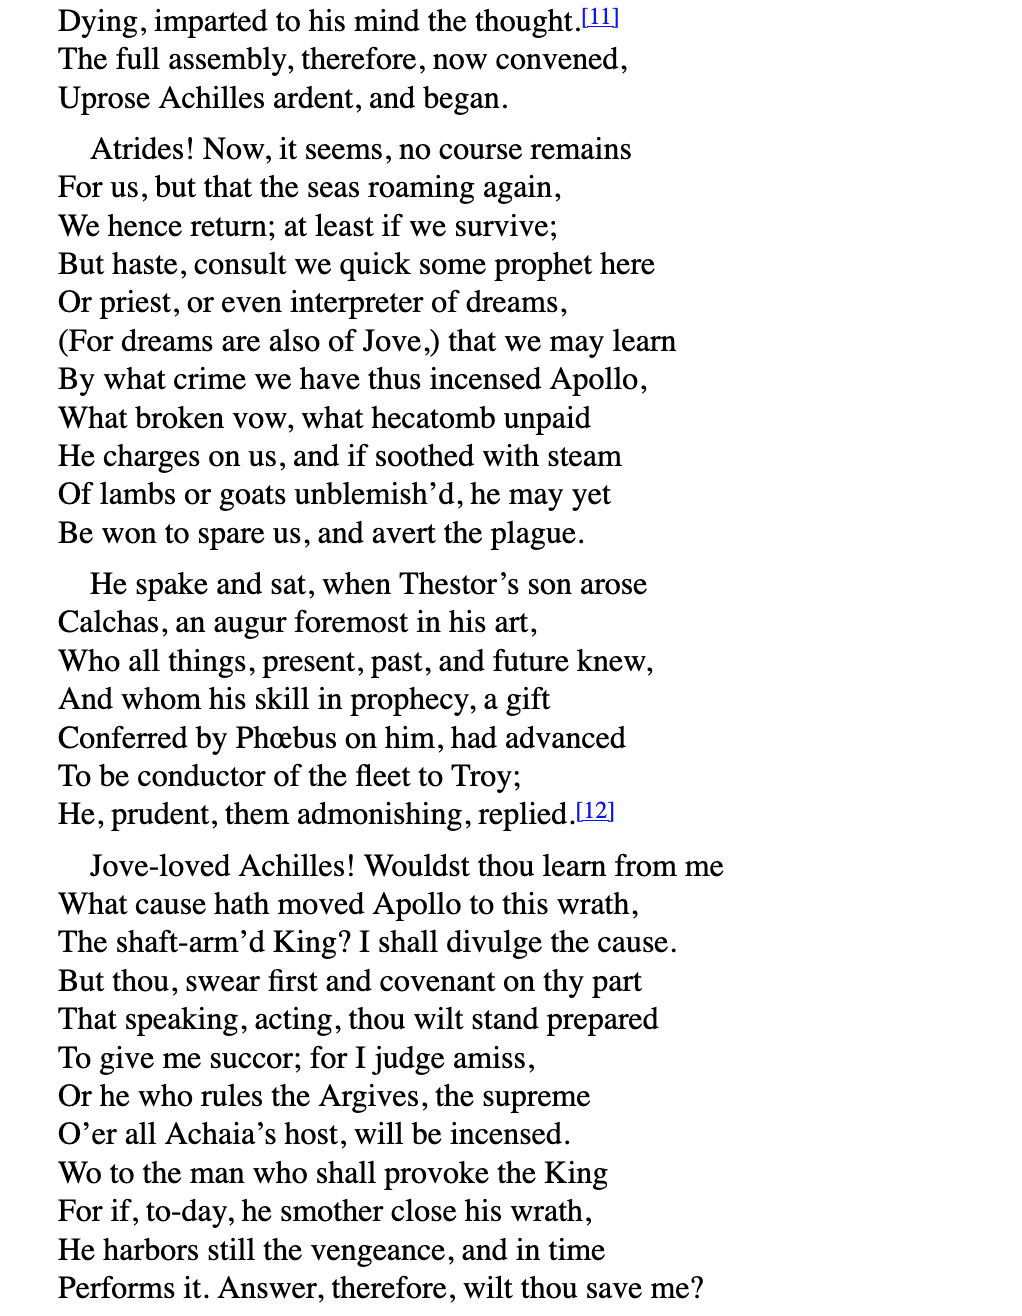 Dying, imparted to his mind the thought.[11]
The full assembly, therefore, now convened,
Uprose Achilles ardent, and began.
Atrides! Now, it seems, no course remains
For us, but that the seas roaming again,
We hence return; at least if we survive;
But haste, consult we quick some prophet here
Or priest, or even interpreter of dreams,
(For dreams are also of Jove,) that we may learn
By what crime we have thus incensed Apollo,
What broken vow, what hecatomb unpaid
He charges on us, and if soothed with steam
Of lambs or goats unblemish’d, he may yet
Be won to spare us, and avert the plague.
He spake and sat, when Thestor’s son arose
Calchas, an augur foremost in his art,
Who all things, present, past, and future knew,
And whom his skill in prophecy, a gift
Conferred by Phœbus on him, had advanced
To be conductor of the fleet to Troy;
He, prudent, them admonishing, replied.[12]
Jove-loved Achilles! Wouldst thou learn from me
What cause hath moved Apollo to this wrath,
The shaft-arm’d King? I shall divulge the cause.
But thou, swear first and covenant on thy part
That speaking, acting, thou wilt stand prepared
To give me succor; for I judge amiss,
Or he who rules the Argives, the supreme
O’er all Achaia’s host, will be incensed.
Wo to the man who shall provoke the King
For if, to-day, he smother close his wrath,
He harbors still the vengeance, and in time
Performs it. Answer, therefore, wilt thou save me?